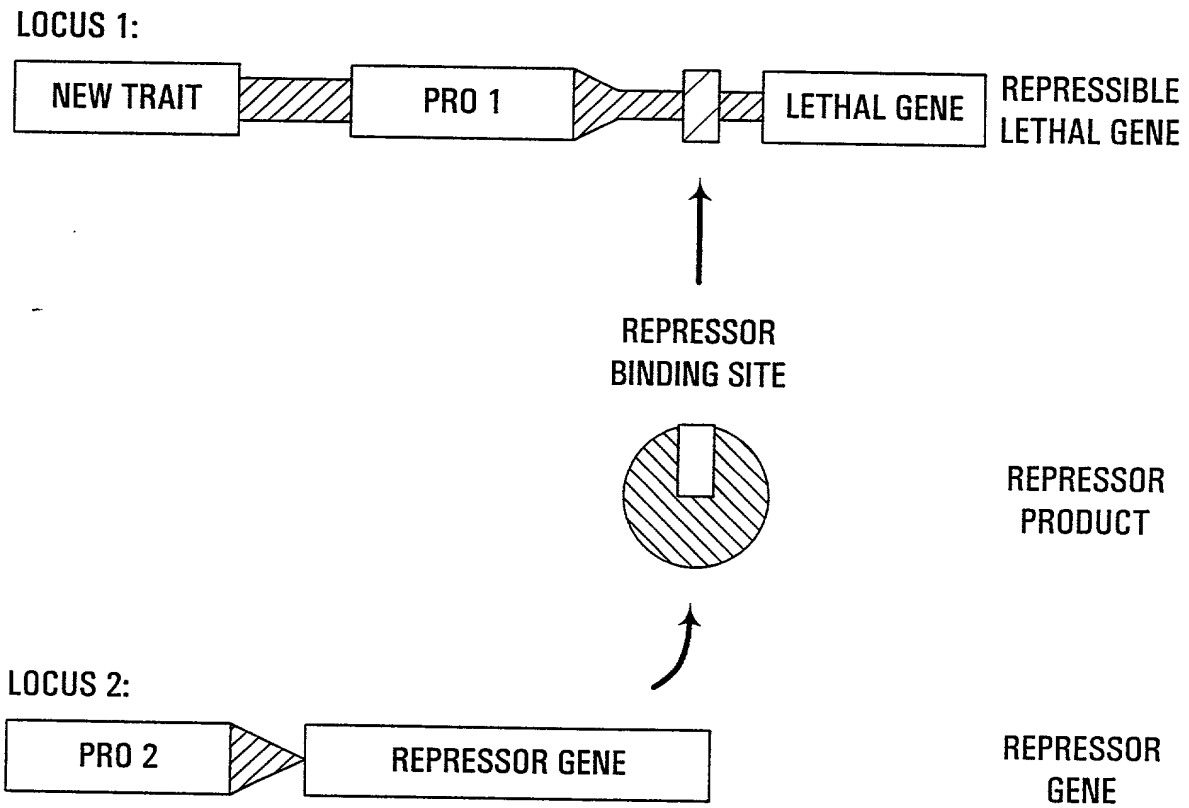 LOCUS 1:
NEW TRAIT
PRO 1
LETHAL GENE
REPRESSIBLE
LETHAL GENE
REPRESSOR
BINDING SITE
REPRESSOR
PRODUCT
LOCUS 2:
PRO 2
REPRESSOR GENE
REPRESSOR
GENE